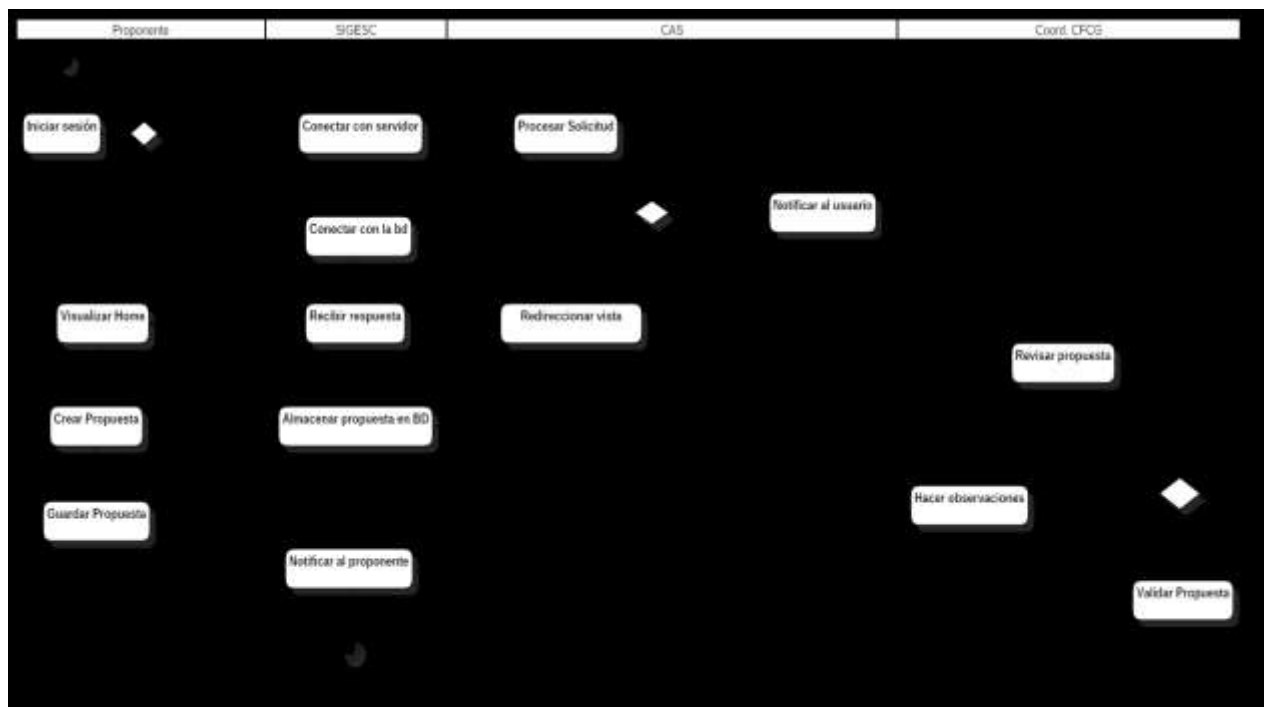 Proponente SIGESC CAS Coord. CFCG
Iniciar sesión Conectar con servidor Procesar Solicitud
Notificar al usuario
Conectar con la bd
Visualizar Home Recibir respuesta Redireccionar vista
Revisar propuesta
Crear Propuesta Almacenar propuesta en BD
Hacer observaciones
Guardar Propuesta
Notificar al proponente
Validar Propuesta